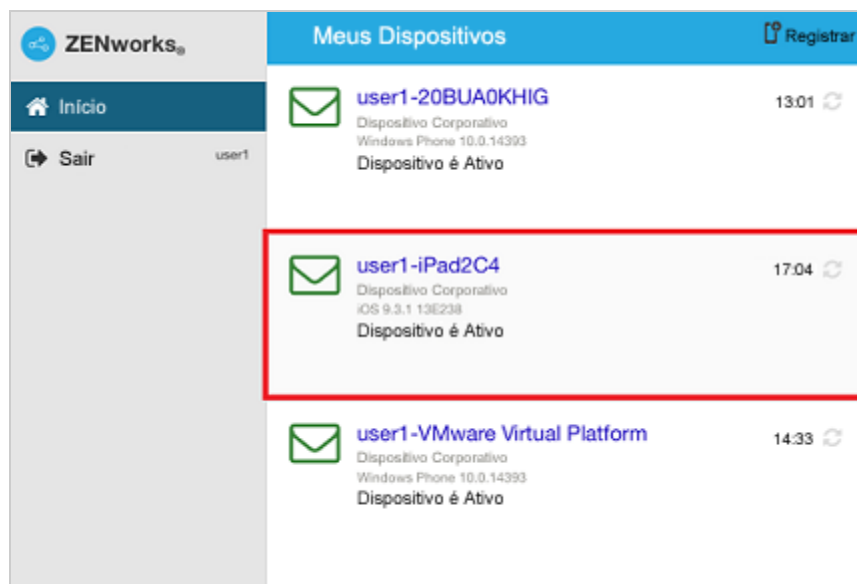 ZENworks®
Meus Dispositivos
Registrar
Início
Sair
user1
user1-20BUA0KHIG
13:01
Dispositivo Corporativo
Windows Phone 10.0.14393
Dispositivo é Ativo
user1-iPad2C4
17:04
Dispositivo Corporativo
iOS 9.3.1 13E238
Dispositivo é Ativo
user1-VMware Virtual Platform
14:33
Dispositivo Corporativo
Windows Phone 10.0.14393
Dispositivo é Ativo